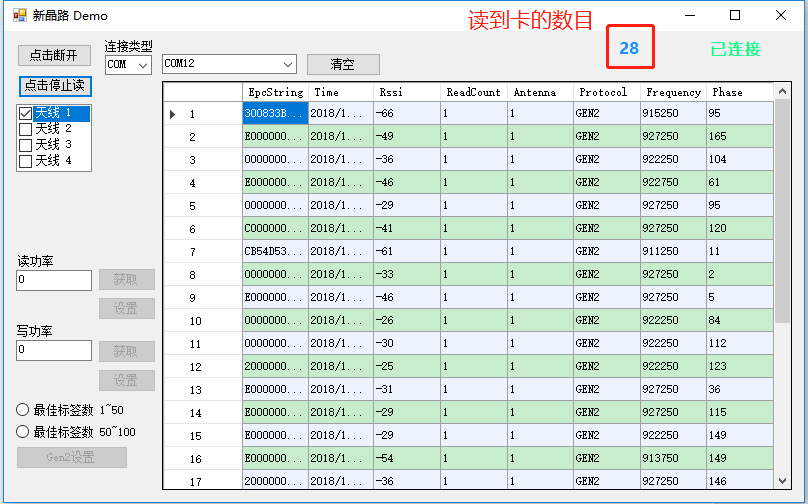 新晶路 Demo
读到卡的数目
28
已连接
点击断开
连接类型
COM
COM12
清空
点击停止读
天线 1
天线 2
天线 3
天线 4
读功率
0
获取
设置
写功率
0
获取
设置
最佳标签数 1~50
最佳标签数 50~100
Gen2设置
EpcString Time Rssi ReadCount Antenna Protocol Frequency Phase
1 300833B... 2018/1... -66 1 1 GEN2 915250 95
2 E000000... 2018/1... -49 1 1 GEN2 927250 165
3 0000000... 2018/1... -36 1 1 GEN2 922250 104
4 E000000... 2018/1... -46 1 1 GEN2 922750 61
5 0000000... 2018/1... -29 1 1 GEN2 927250 95
6 C000000... 2018/1... -41 1 1 GEN2 927250 120
7 CB54D53... 2018/1... -61 1 1 GEN2 911250 11
8 0000000... 2018/1... -33 1 1 GEN2 927250 2
9 E000000... 2018/1... -46 1 1 GEN2 927250 5
10 0000000... 2018/1... -26 1 1 GEN2 922250 84
11 0000000... 2018/1... -30 1 1 GEN2 922250 112
12 2000000... 2018/1... -25 1 1 GEN2 922250 123
13 E000000... 2018/1... -31 1 1 GEN2 927250 36
14 E000000... 2018/1... -29 1 1 GEN2 927250 115
15 E000000... 2018/1... -29 1 1 GEN2 922250 149
16 E000000... 2018/1... -54 1 1 GEN2 913750 149
17 2000000... 2018/1... -36 1 1 GEN2 927250 146